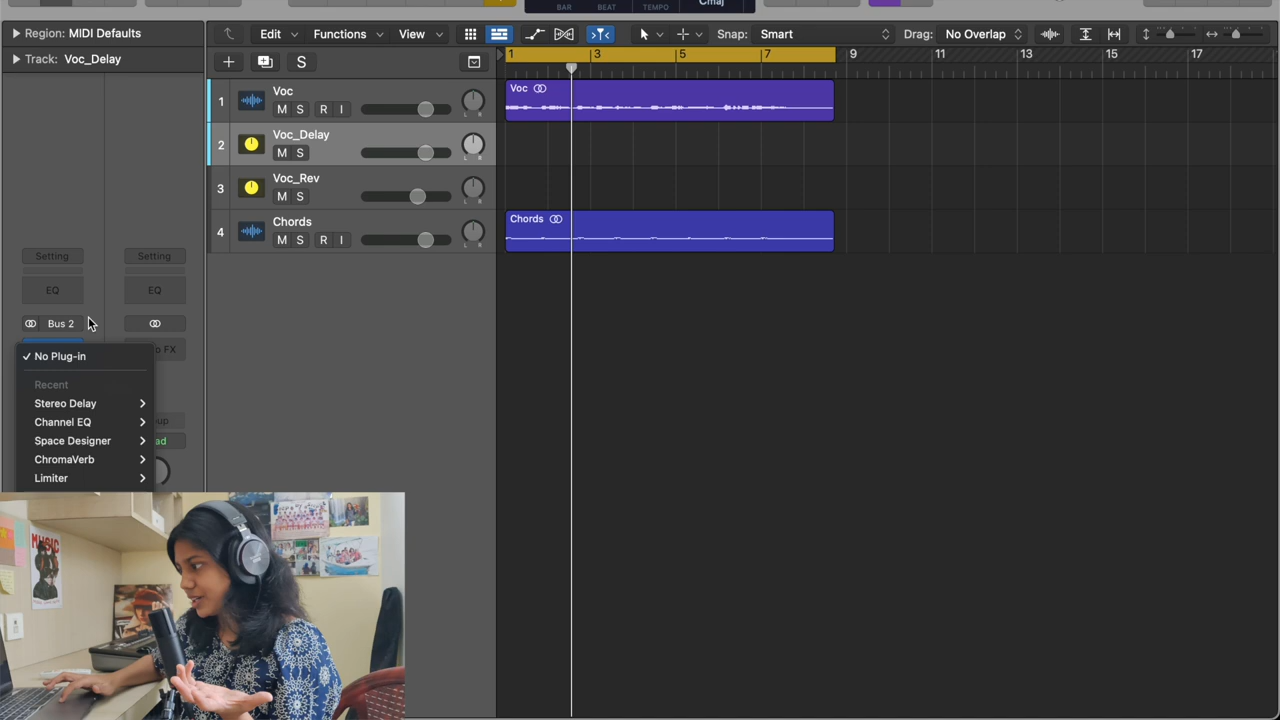 BAR BEAT TEMPO Cmaj
Region: MIDI Defaults
Edit Functions View Snap: Smart Drag: No Overlap
Track: Voc_Delay
1 3 5 7 9 11 13 15 17
S
1 Voc
M S R I
L R
Voc
2 Voc_Delay
M S
L R
3 Voc_Rev
M S
L R
4 Chords
M S R I
L R
Chords
Setting Setting
EQ EQ
Bus 2
FX
No Plug-in
Recent
Stereo Delay
Channel EQ
Space Designer
ChromaVerb
Limiter
MUSIC